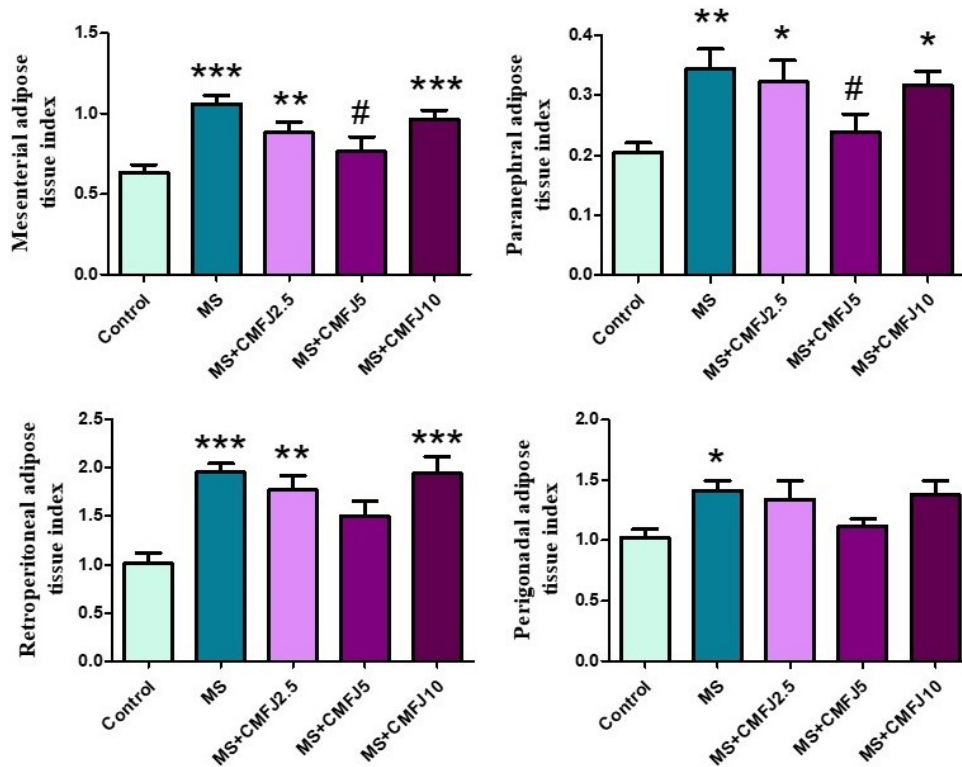 Mesenterial adipose
tissue index
1.5
1.0
0.5
0.0
***
**
#
***
Control
MS
MS+CMFJ2.5
MS+CMFJ5
MS+CMFJ10
Paranephral adipose
tissue index
0.4
0.3
0.2
0.1
0.0
**
*
#
*
Control
MS
MS+CMFJ2.5
MS+CMFJ5
MS+CMFJ10
Retroperitoneal adipose
tissue index
2.5
2.0
1.5
1.0
0.5
0.0
***
**
***
Control
MS
MS+CMFJ2.5
MS+CMFJ5
MS+CMFJ10
Perigonadal adipose
tissue index
2.0
1.5
1.0
0.5
0.0
*
Control
MS
MS+CMFJ2.5
MS+CMFJ5
MS+CMFJ10